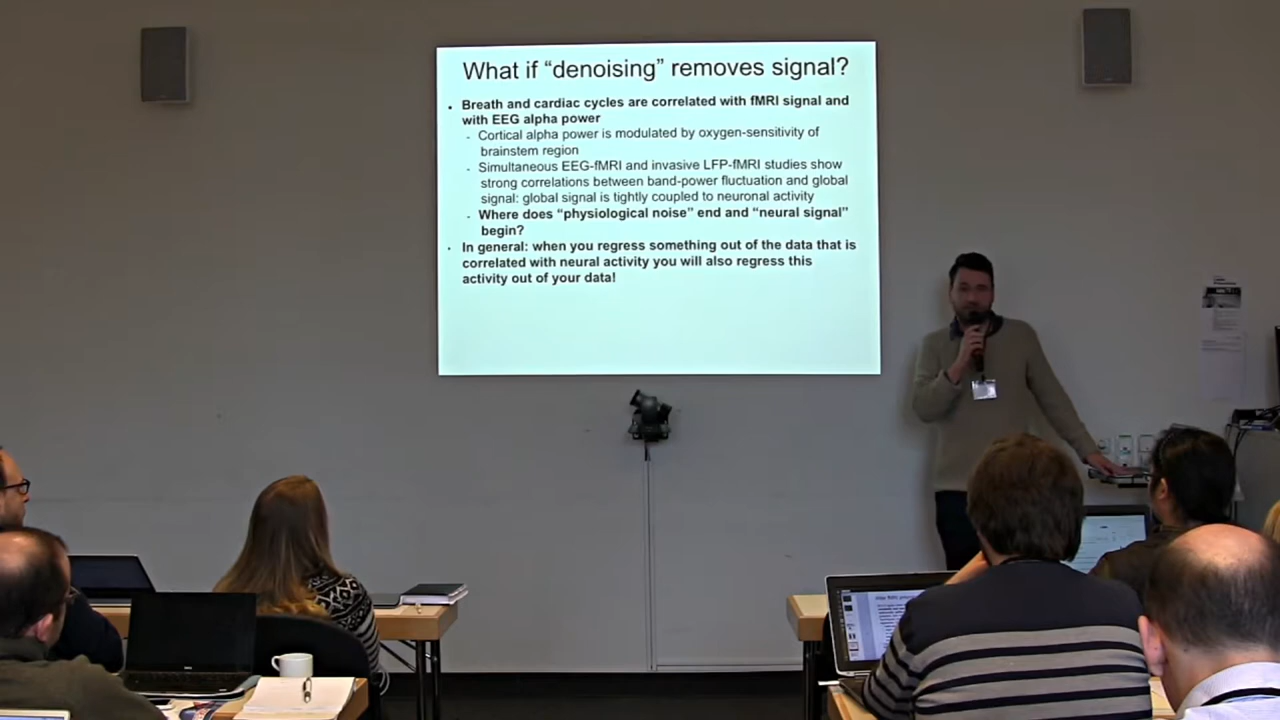 What if “denoising” removes signal?
• Breath and cardiac cycles are correlated with fMRI signal and
with EEG alpha power
- Cortical alpha power is modulated by oxygen-sensitivity of
brainstem region
- Simultaneous EEG-fMRI and invasive LFP-fMRI studies show
strong correlations between band-power fluctuation and global
signal: global signal is tightly coupled to neuronal activity
- Where does “physiological noise” end and “neural signal”
begin?
• In general: when you regress something out of the data that is
correlated with neural activity you will also regress this
activity out of your data!